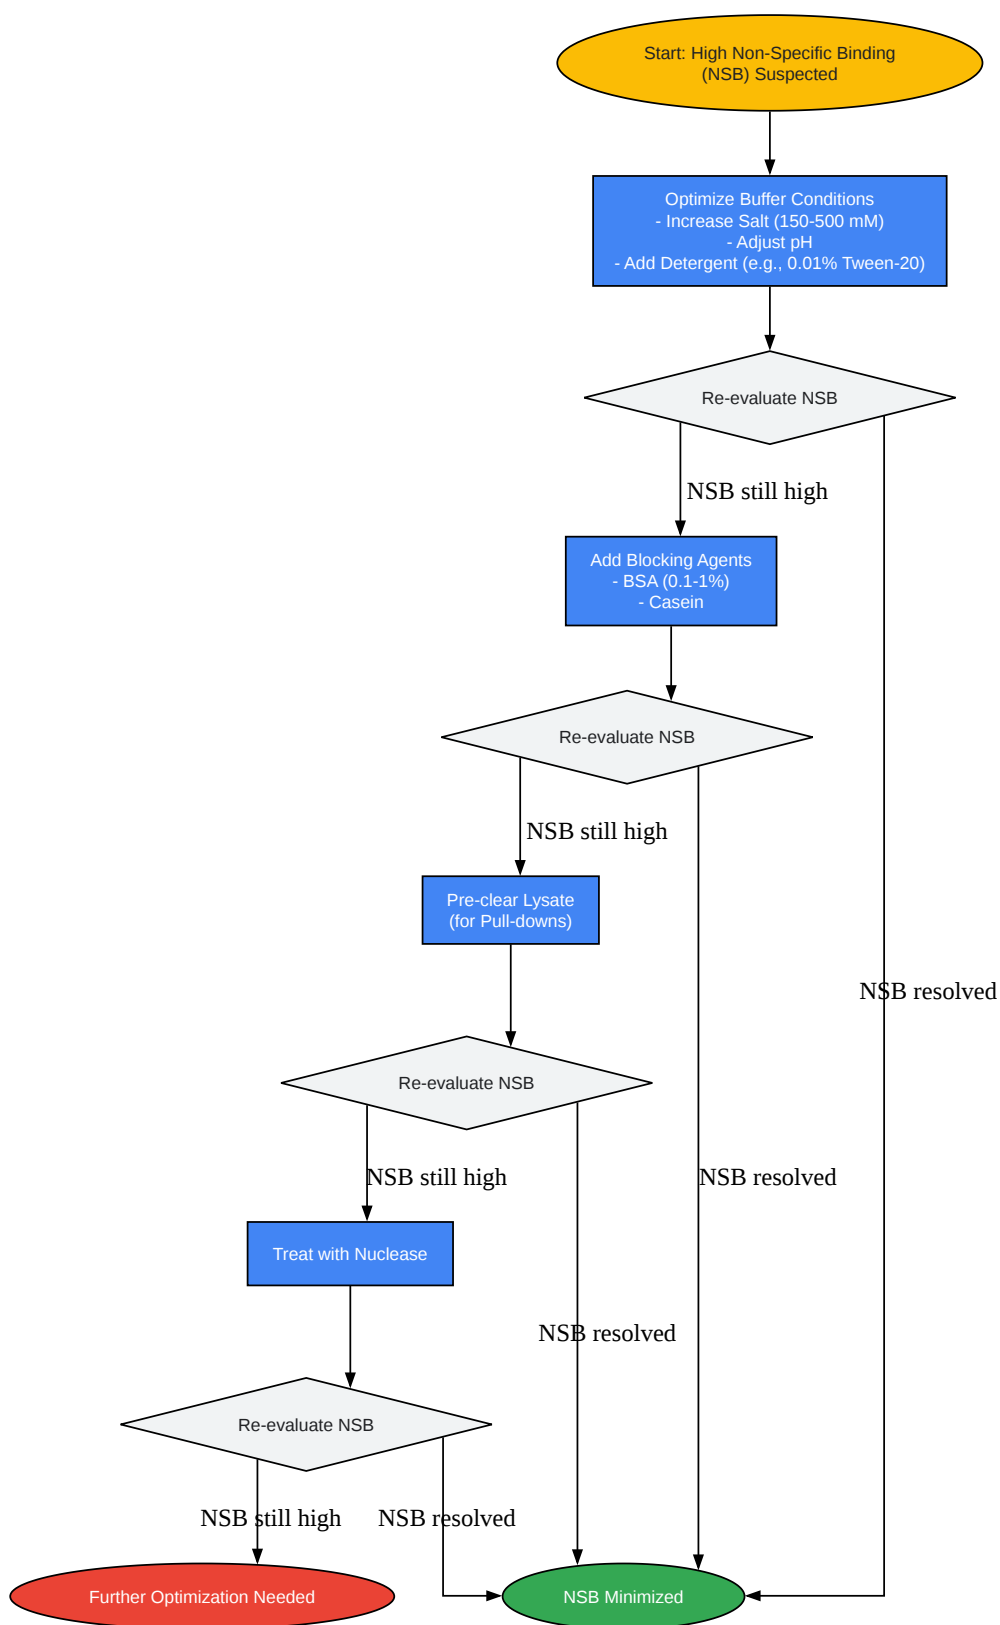 Start: High Non-Specific Binding
(NSB) Suspected
Optimize Buffer Conditions
- Increase Salt (150-500 mM)
- Adjust pH
- Add Detergent (e.g., 0.01% Tween-20)
Re-evaluate NSB
NSB still high
Add Blocking Agents
- BSA (0.1-1%)
- Casein
Re-evaluate NSB
NSB still high
Pre-clear Lysate
(for Pull-downs)
NSB resolved
Re-evaluate NSB
NSB still high
NSB resolved
Treat with Nuclease
NSB resolved
Re-evaluate NSB
NSB still high
NSB resolved
Further Optimization Needed
NSB Minimized